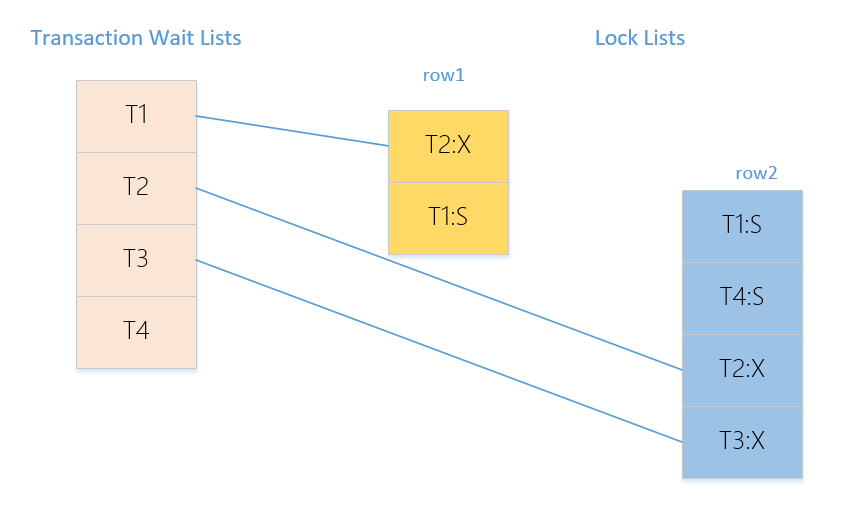 Transaction Wait Lists
Lock Lists
row1
T1
T2
T3
T4
T2:X
T1:S
row2
T1:S
T4:S
T2:X
T3:X